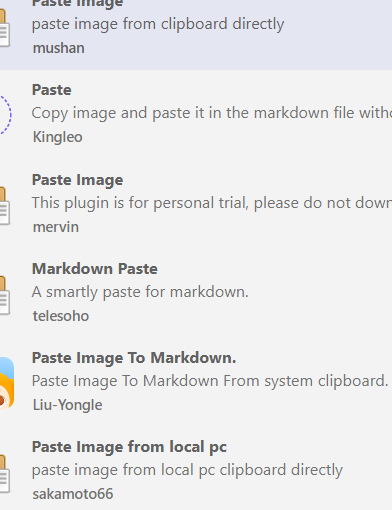 Paste Image
paste image from clipboard directly
mushan
Paste
Copy image and paste it in the markdown file
Kingleo
Paste Image
This plugin is for personal trial, please do not
mervin
Markdown Paste
A smartly paste for markdown.
telesoho
Paste Image To Markdown.
Paste Image To Markdown From system clipboard.
Liu-Yongle
Paste Image from local pc
paste image from local pc clipboard directly
sakamoto66